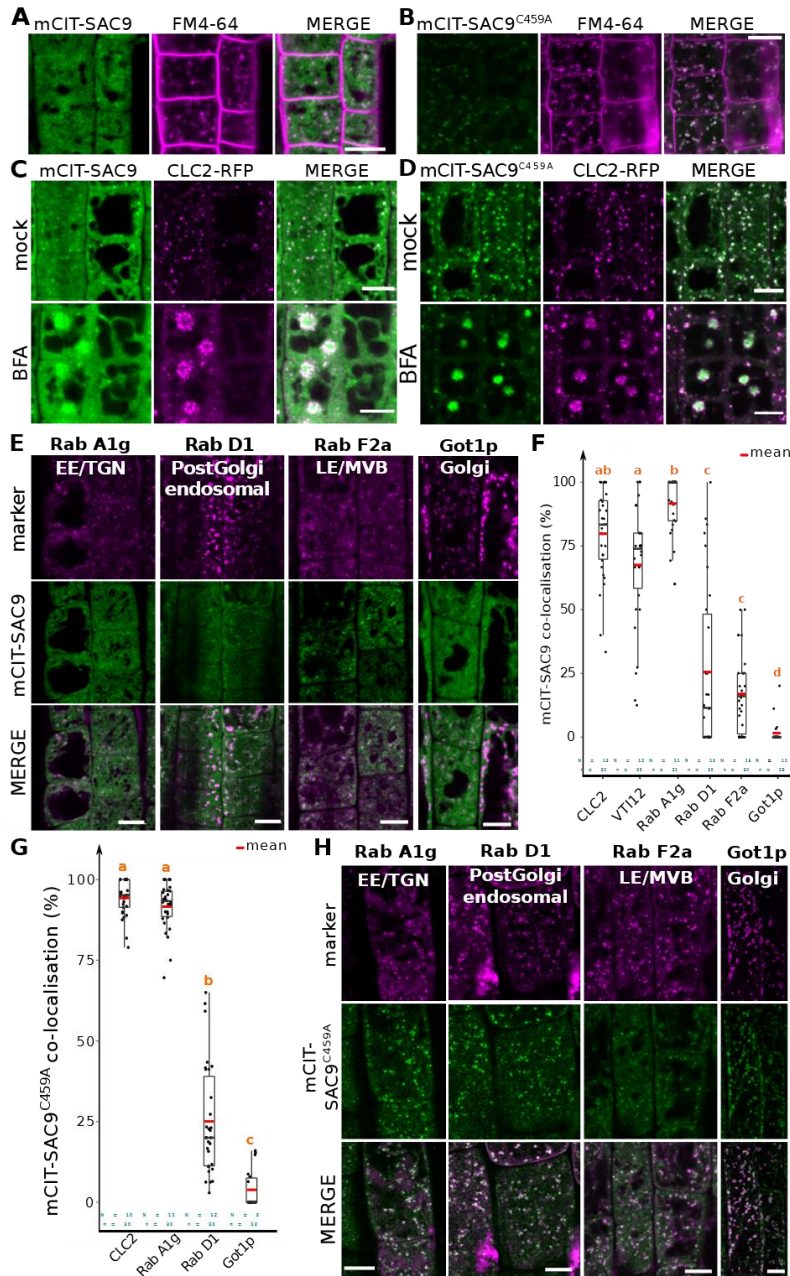 A
mCIT-SAC9 FM4-64 MERGE
B
mCIT-SAC9C459A FM4-64 MERGE
C
mCIT-SAC9 CLC2-RFP MERGE
mock
BFA
D
mCIT-SAC9C459A CLC2-RFP MERGE
mock
BFA
E
Rab A1g Rab D1 Rab F2a Got1p
EE/TGN PostGolgi LE/MVB Golgi
endosomal
marker
mCIT-SAC9
MERGE
F
mean
mCIT-SAC9 co-localisation (%)
100
75
50
25
0
ab a b c c d
CLC2 VTI12 Rab A1g Rab D1 Rab F2a Got1p
G
mean
mCIT-SAC9C459A co-localisation (%)
100
75
50
25
0
a a b c
CLC2 Rab A1g Rab D1 Got1p
H
Rab A1g Rab D1 Rab F2a Got1p
EE/TGN PostGolgi LE/MVB Golgi
endosomal
marker
mCIT-
SAC9C459A
MERGE